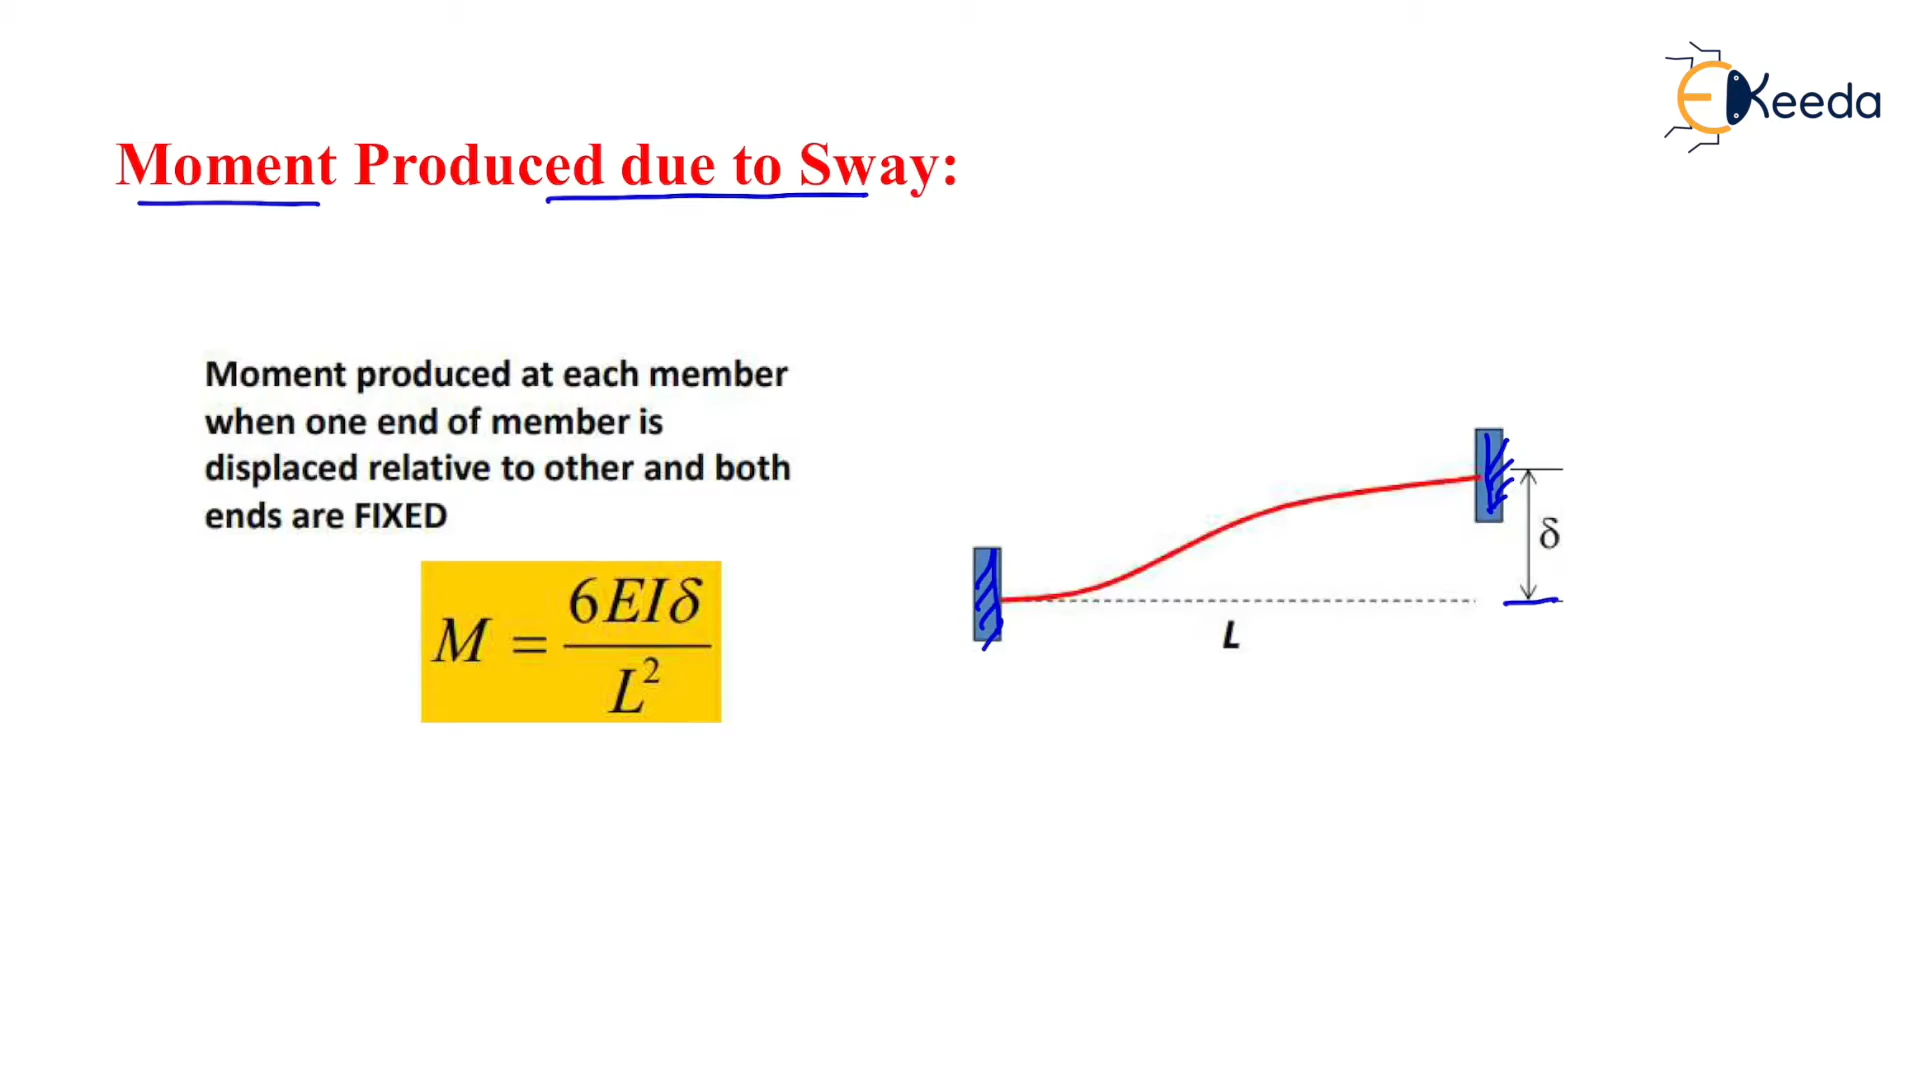 EKeeda
Moment Produced due to Sway:
Moment produced at each member
when one end of member is
displaced relative to other and both
ends are FIXED
M = 6EIδ / L²
δ
L